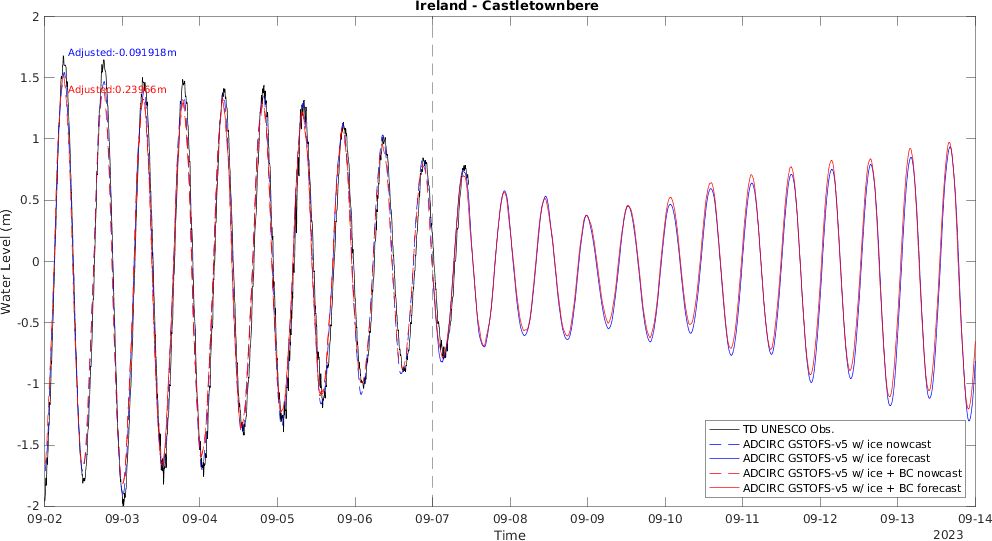 Ireland - Castletownbere
Water Level (m)
2
1.5
1
0.5
0
-0.5
-1
-1.5
-2
Adjusted:-0.091918m
Adjusted:0.23966m
TD UNESCO Obs.
ADCIRC GSTOFS-v5 w/ ice nowcast
ADCIRC GSTOFS-v5 w/ ice forecast
ADCIRC GSTOFS-v5 w/ ice + BC nowcast
ADCIRC GSTOFS-v5 w/ ice + BC forecast
09-02 09-03 09-04 09-05 09-06 09-07 09-08 09-09 09-10 09-11 09-12 09-13 09-14
Time
2023